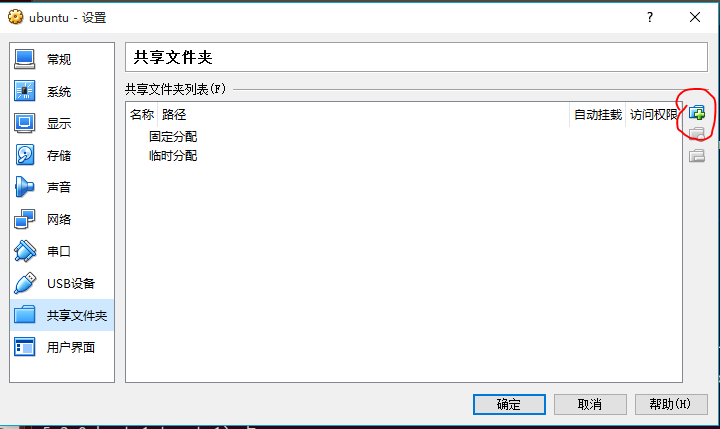 ubuntu - 设置
?
常规
系统
显示
存储
声音
网络
串口
USB设备
共享文件夹
用户界面
共享文件夹
共享文件夹列表(F)
名称 路径 自动挂载 访问权限
固定分配
临时分配
确定 取消 帮助(H)